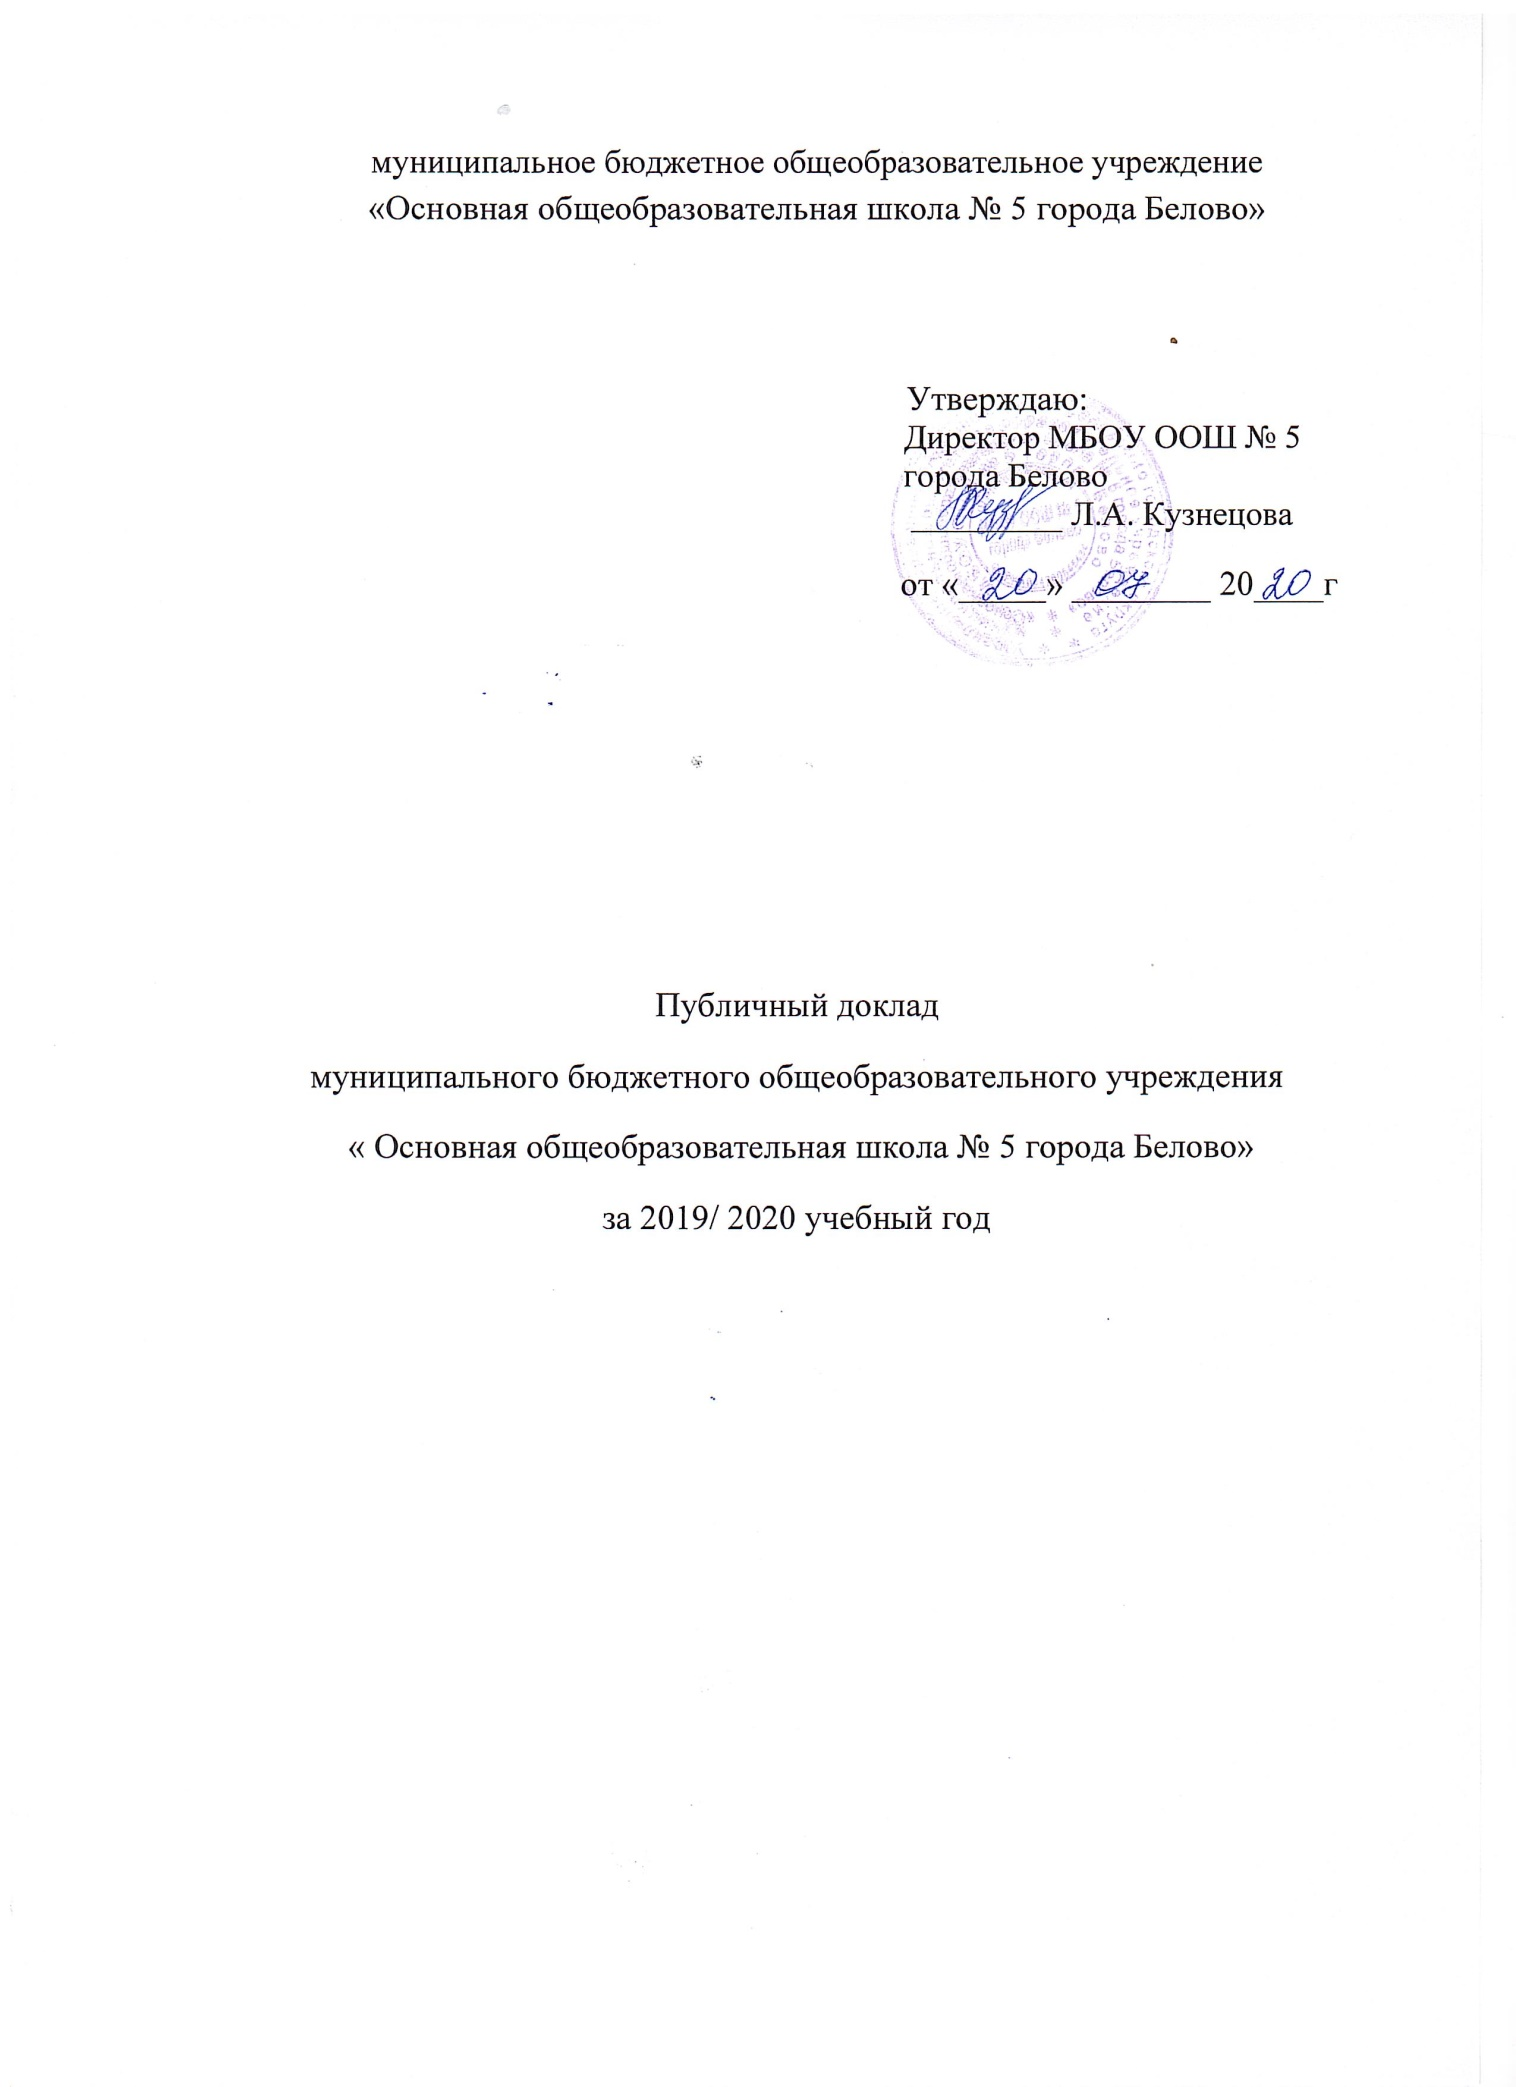 муниципальное бюджетное общеобразовательное учреждение
«Основная общеобразовательная школа № 5 города Белово»
Утверждаю:
Директор МБОУ ООШ № 5
города Белово
__________ Л.А. Кузнецова
от «20» 07 2020г
Публичный доклад
муниципального бюджетного общеобразовательного учреждения
« Основная общеобразовательная школа № 5 города Белово»
за 2019/ 2020 учебный год